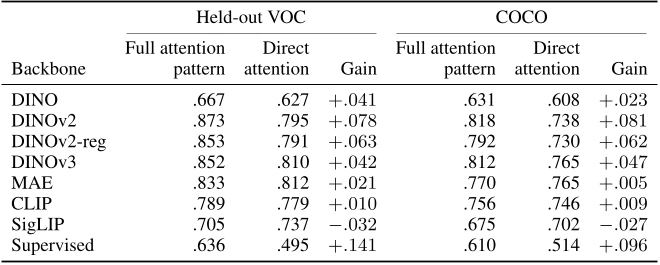 Held-out VOC COCO
Full attention Direct Full attention Direct
Backbone pattern attention Gain pattern attention Gain
DINO .667 .627 +.041 .631 .608 +.023
DINOv2 .873 .795 +.078 .818 .738 +.081
DINOv2-reg .853 .791 +.063 .792 .730 +.062
DINOv3 .852 .810 +.042 .812 .765 +.047
MAE .833 .812 +.021 .770 .765 +.005
CLIP .789 .779 +.010 .756 .746 +.009
SigLIP .705 .737 −.032 .675 .702 −.027
Supervised .636 .495 +.141 .610 .514 +.096